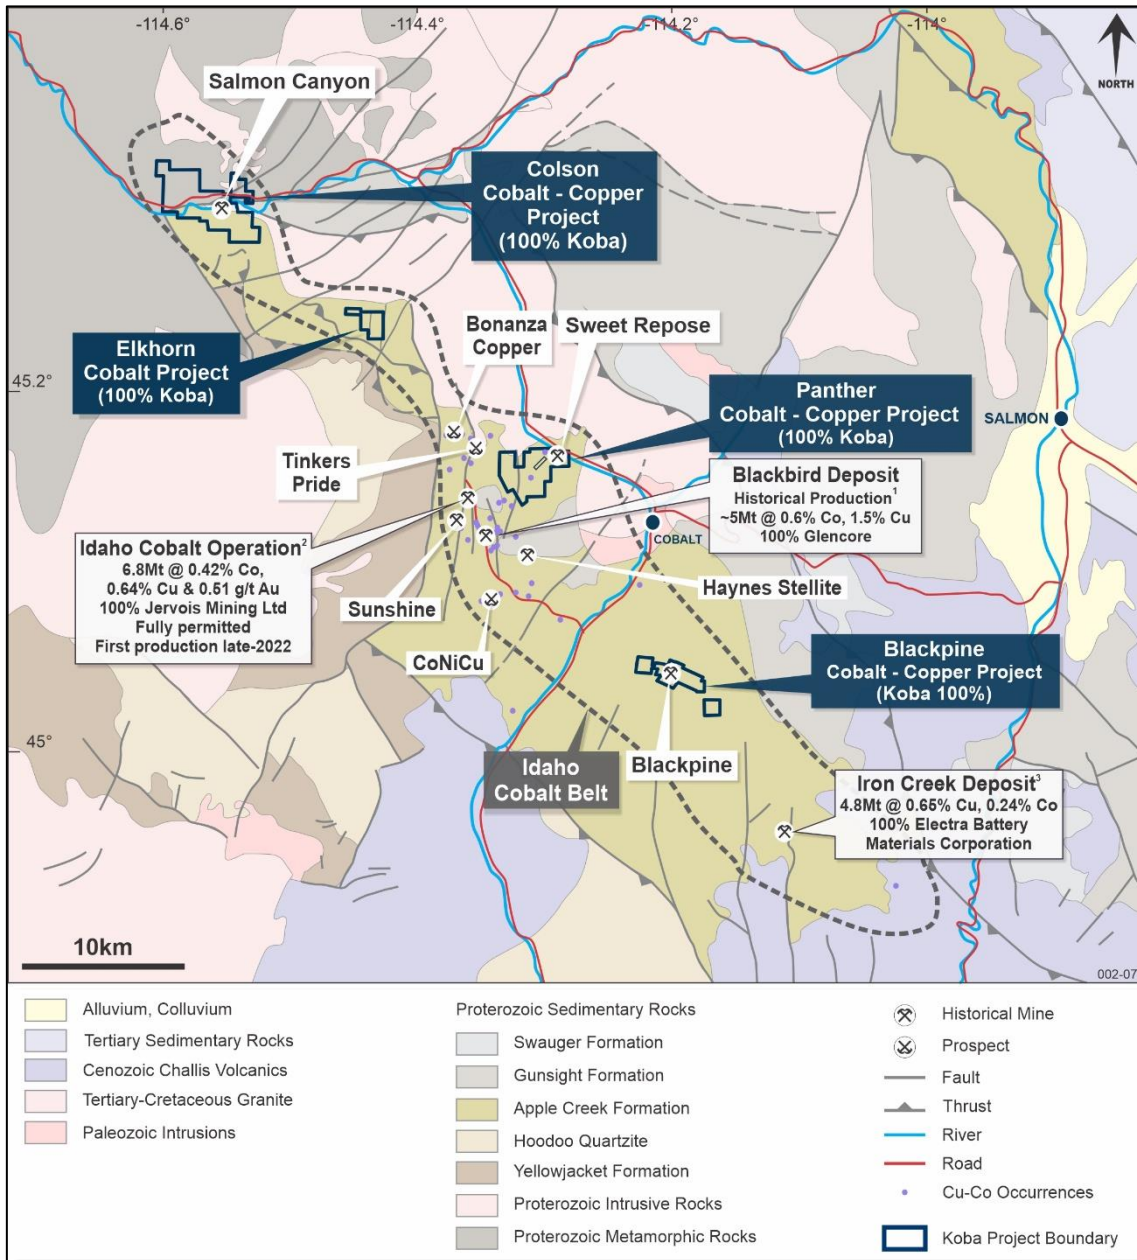 -114.6°
-114.4°
-114.2°
-114°
NORTH
Salmon Canyon
Colson
Cobalt - Copper
Project
(100% Koba)
Bonanza
Copper
Sweet Repose
Elkhorn
Cobalt Project
(100% Koba)
45.2°
Panther
Cobalt - Copper Project
(100% Koba)
SALMON
Tinkers
Pride
Blackbird Deposit
Historical Production¹
~5Mt @ 0.6% Co, 1.5% Cu
100% Glencore
COBALT
Idaho Cobalt Operation²
6.8Mt @ 0.42% Co,
0.64% Cu & 0.51 g/t Au
100% Jervois Mining Ltd
Fully permitted
First production late-2022
Sunshine
Haynes Stellite
CoNiCu
Blackpine
Cobalt - Copper Project
(Koba 100%)
45°
Idaho
Cobalt Belt
Blackpine
Iron Creek Deposit³
4.8Mt @ 0.65% Cu, 0.24% Co
100% Electra Battery
Materials Corporation
10km
002-07
Alluvium, Colluvium
Tertiary Sedimentary Rocks
Cenozoic Challis Volcanics
Tertiary-Cretaceous Granite
Paleozoic Intrusions
Proterozoic Sedimentary Rocks
Swauger Formation
Gunsight Formation
Apple Creek Formation
Hoodoo Quartzite
Yellowjacket Formation
Proterozoic Intrusive Rocks
Proterozoic Metamorphic Rocks
Historical Mine
Prospect
Fault
Thrust
River
Road
Cu-Co Occurrences
Koba Project Boundary